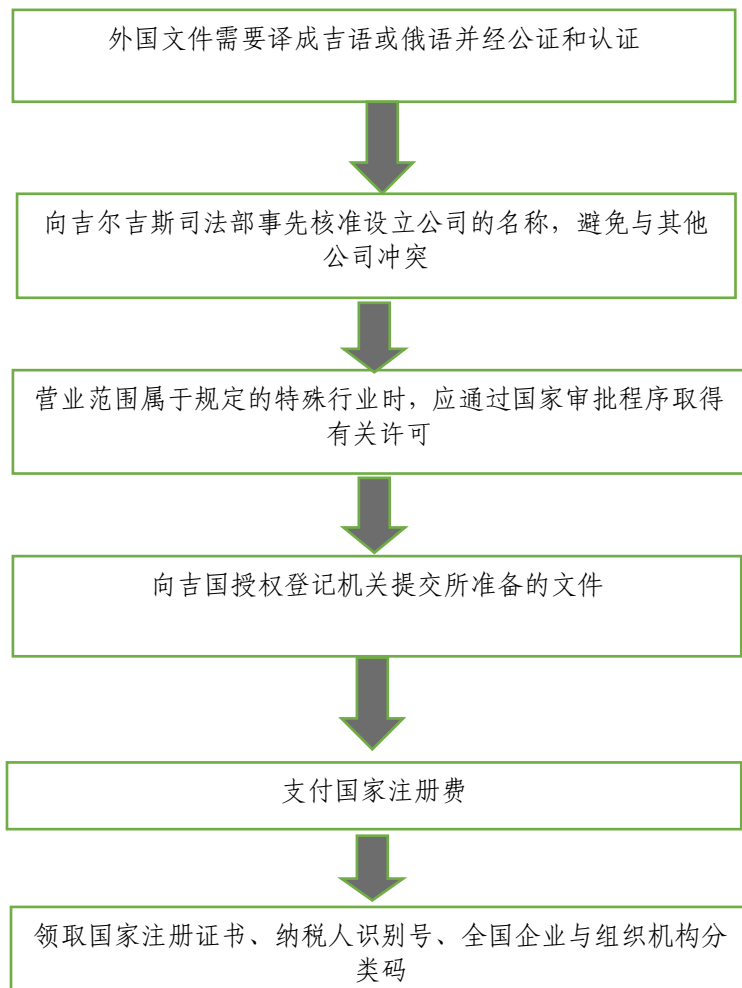 外国文件需要译成吉语或俄语并经公证和认证
向吉尔吉斯司法部事先核准设立公司的名称，避免与其他
公司冲突
营业范围属于规定的特殊行业时，应通过国家审批程序取得
有关许可
向吉国授权登记机关提交所准备的文件
支付国家注册费
领取国家注册证书、纳税人识别号、全国企业与组织机构分
类码